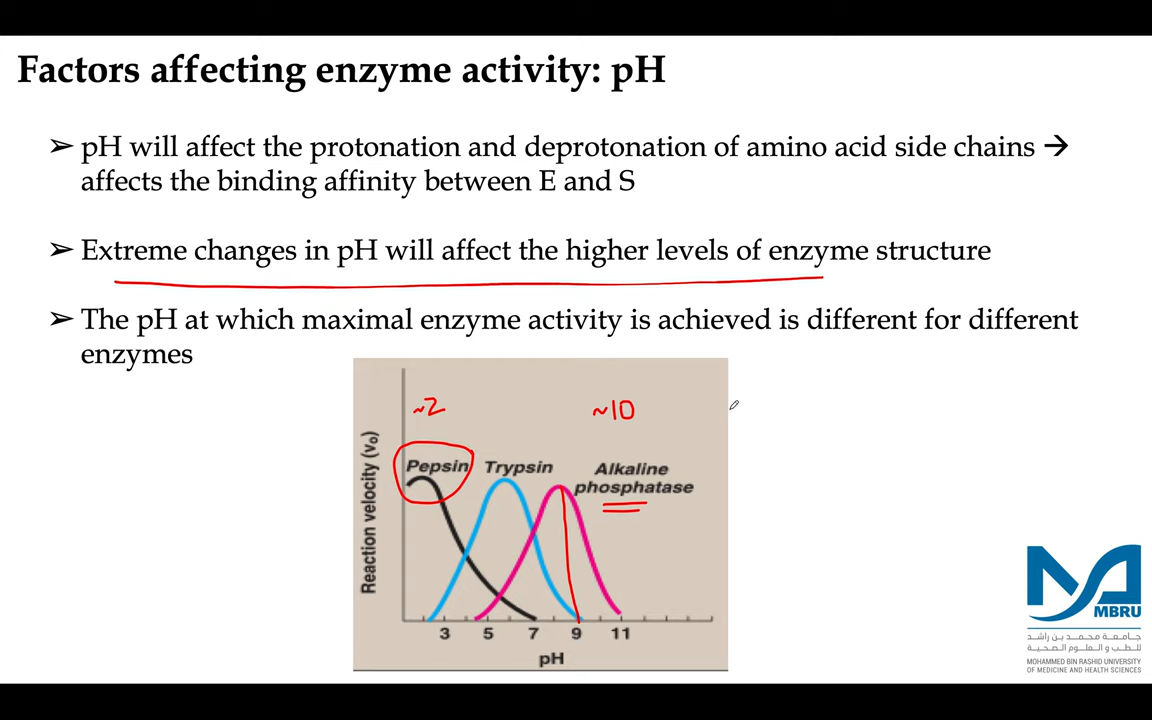 Factors affecting enzyme activity: pH
➢ pH will affect the protonation and deprotonation of amino acid side chains →
affects the binding affinity between E and S
➢ Extreme changes in pH will affect the higher levels of enzyme structure
➢ The pH at which maximal enzyme activity is achieved is different for different
enzymes
~2
~10
Pepsin
Trypsin
Alkaline
phosphatase
Reaction velocity (v₀)
3 5 7 9 11
pH
MBRU
جامعة محمد بن راشد
للطب و العلوم الصحية
MOHAMMED BIN RASHID UNIVERSITY
OF MEDICINE AND HEALTH SCIENCES